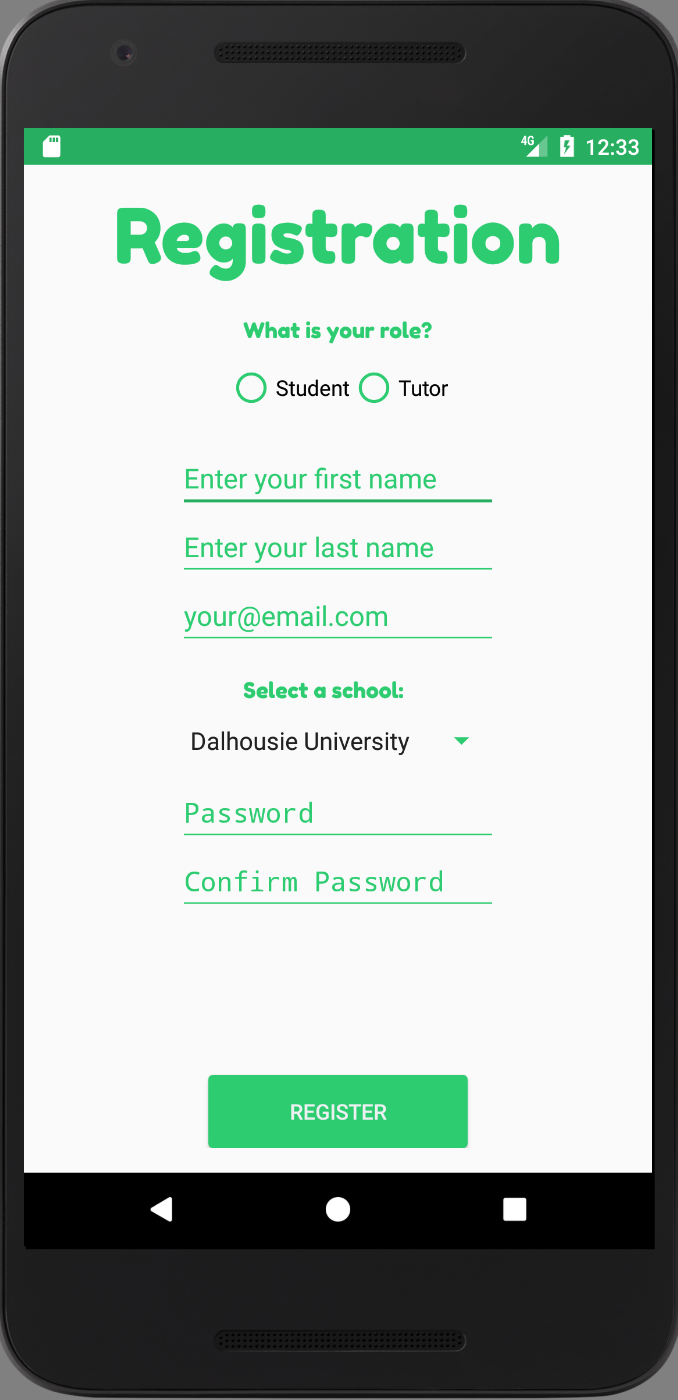 4G 12:33
Registration
What is your role?
Student Tutor
Enter your first name
Enter your last name
your@email.com
Select a school:
Dalhousie University
Password
Confirm Password
REGISTER